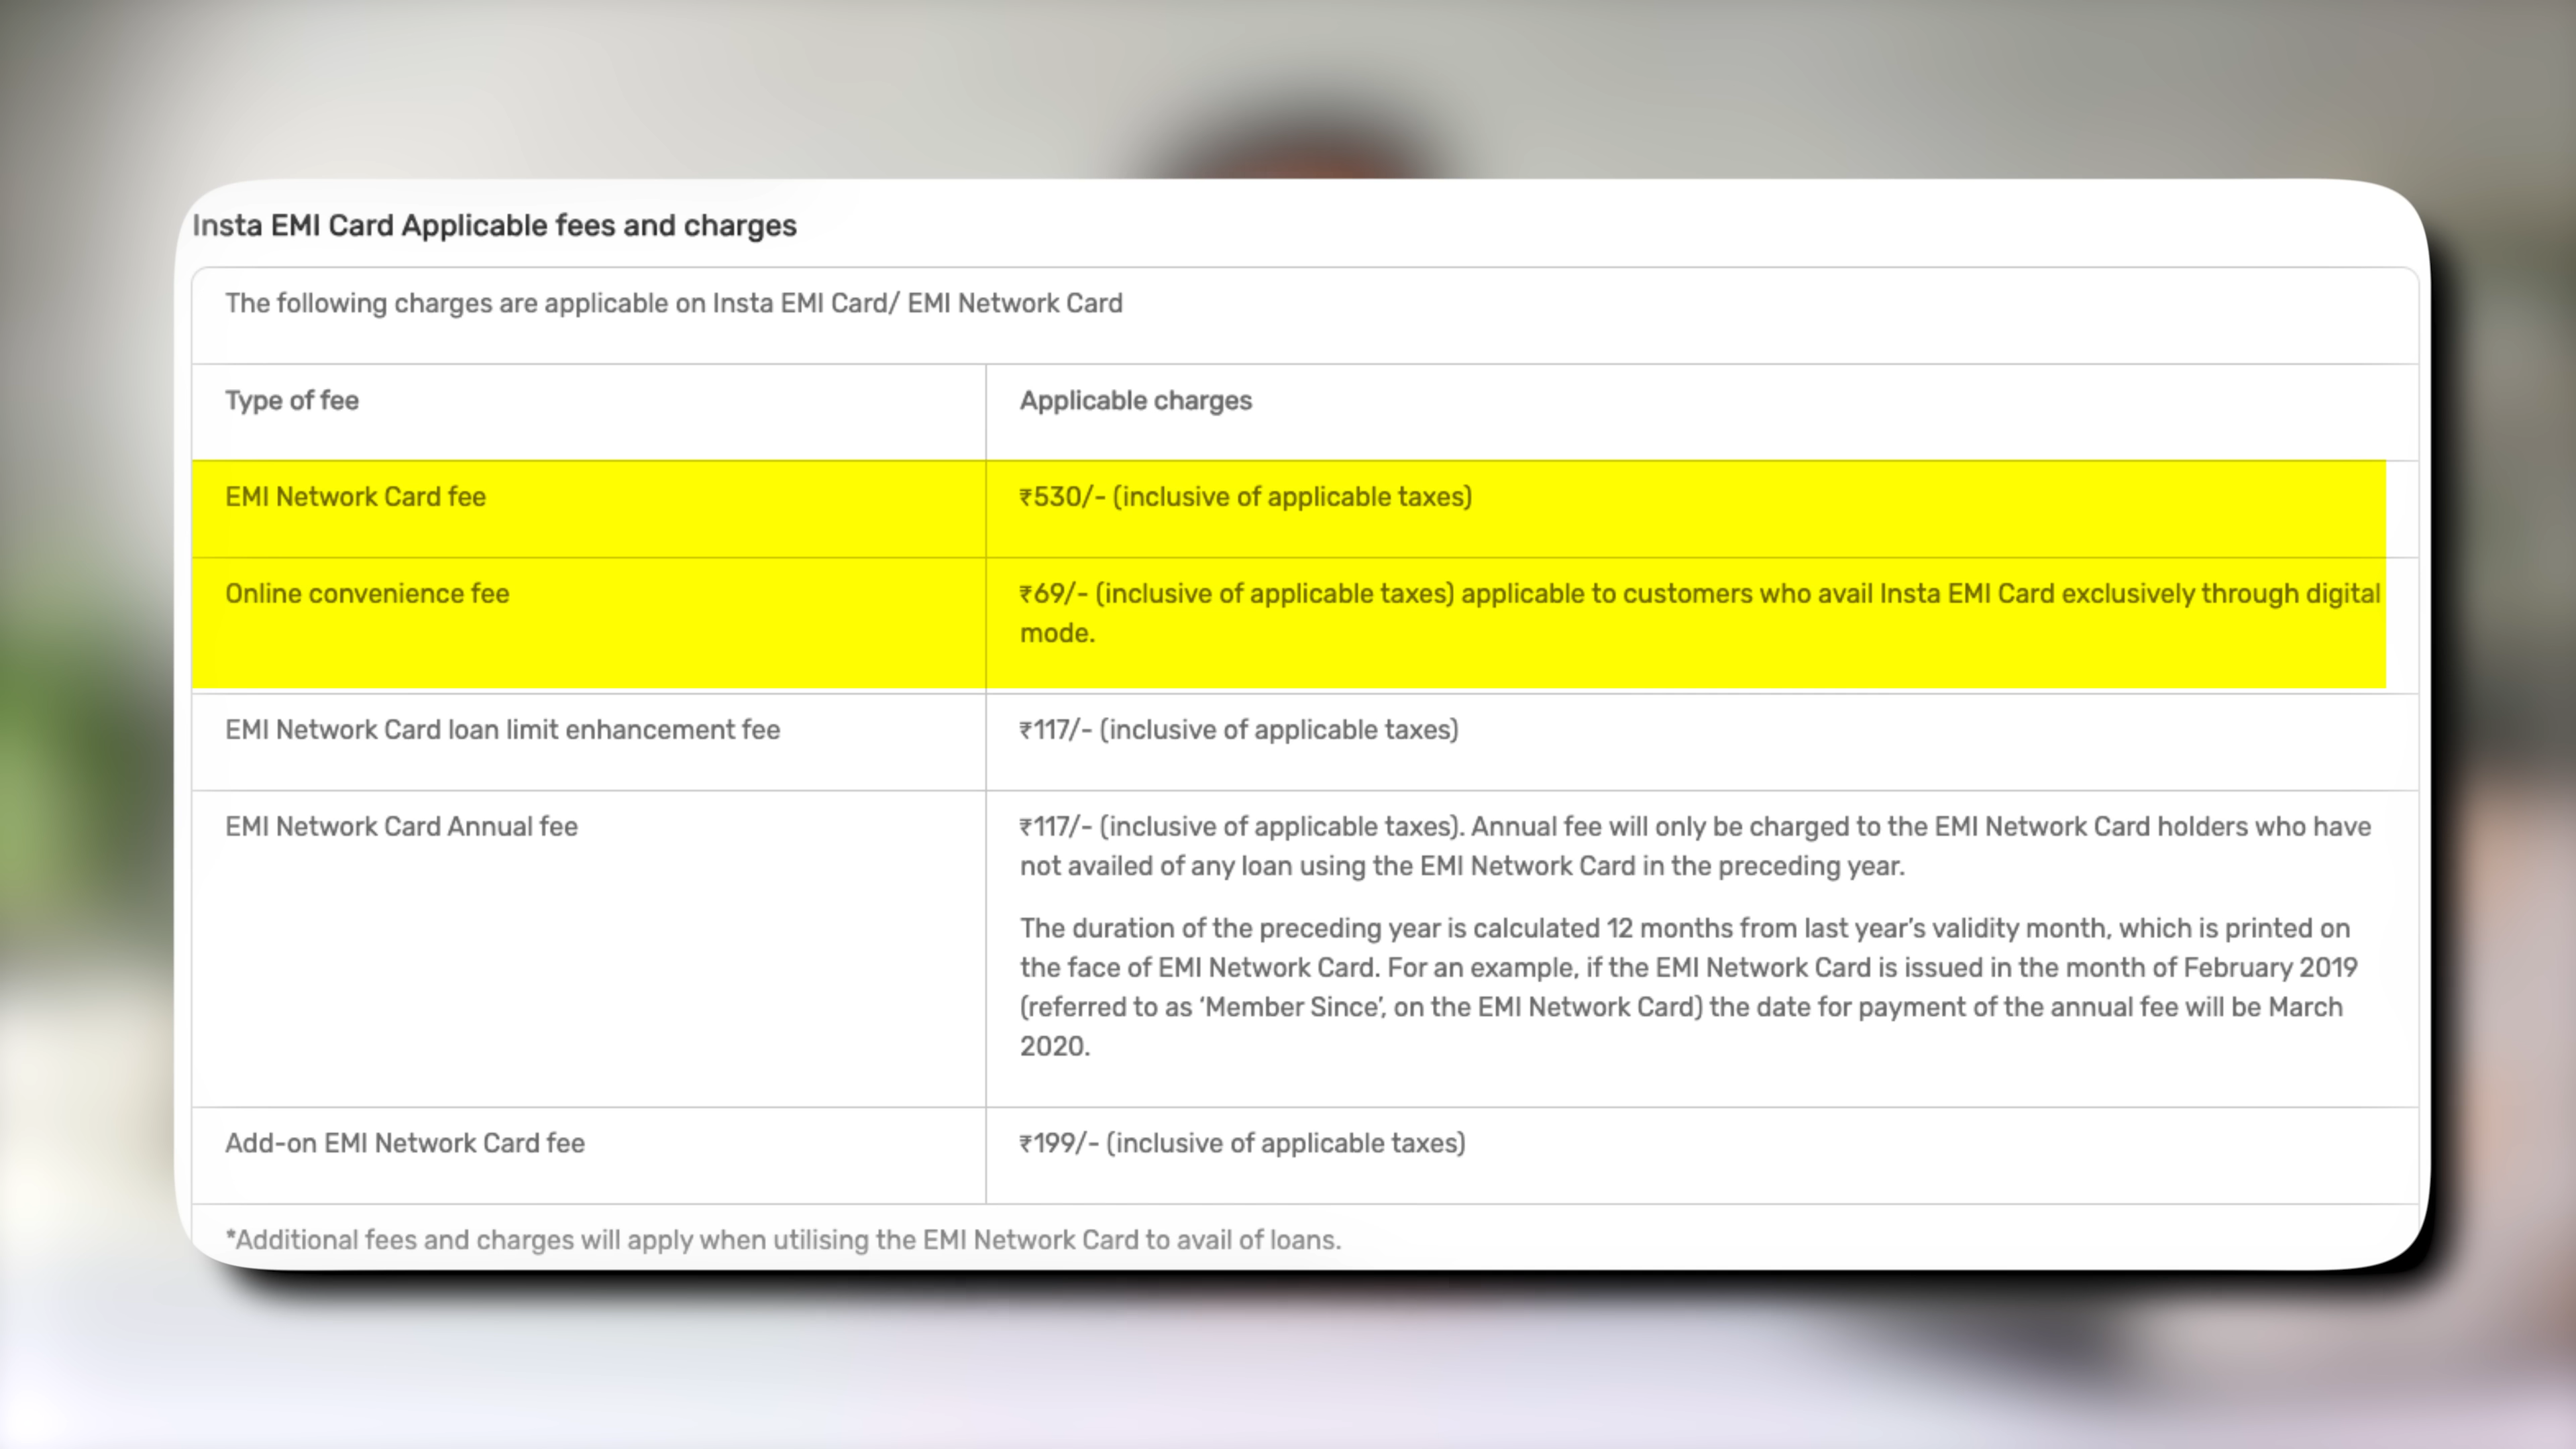 Insta EMI Card Applicable fees and charges
The following charges are applicable on Insta EMI Card/ EMI Network Card
Type of fee
Applicable charges
EMI Network Card fee
₹530/- (inclusive of applicable taxes)
Online convenience fee
₹69/- (inclusive of applicable taxes) applicable to customers who avail Insta EMI Card exclusively through digital
mode.
EMI Network Card loan limit enhancement fee
₹117/- (inclusive of applicable taxes)
EMI Network Card Annual fee
₹117/- (inclusive of applicable taxes). Annual fee will only be charged to the EMI Network Card holders who have
not availed of any loan using the EMI Network Card in the preceding year.
The duration of the preceding year is calculated 12 months from last year’s validity month, which is printed on
the face of EMI Network Card. For an example, if the EMI Network Card is issued in the month of February 2019
(referred to as ‘Member Since’, on the EMI Network Card) the date for payment of the annual fee will be March
2020.
Add-on EMI Network Card fee
₹199/- (inclusive of applicable taxes)
*Additional fees and charges will apply when utilising the EMI Network Card to avail of loans.